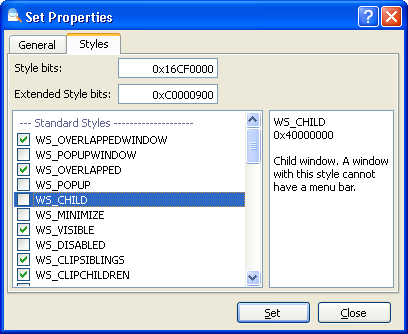 Set Properties
General
Styles
Style bits:
0x16CF0000
Extended Style bits:
0xC0000900
--- Standard Styles --------------------
WS_OVERLAPPEDWINDOW
WS_POPUPWINDOW
WS_OVERLAPPED
WS_POPUP
WS_CHILD
WS_MINIMIZE
WS_VISIBLE
WS_DISABLED
WS_CLIPSIBLINGS
WS_CLIPCHILDREN
WS_CHILD
0x40000000
Child window. A window
with this style cannot
have a menu bar.
Set
Close